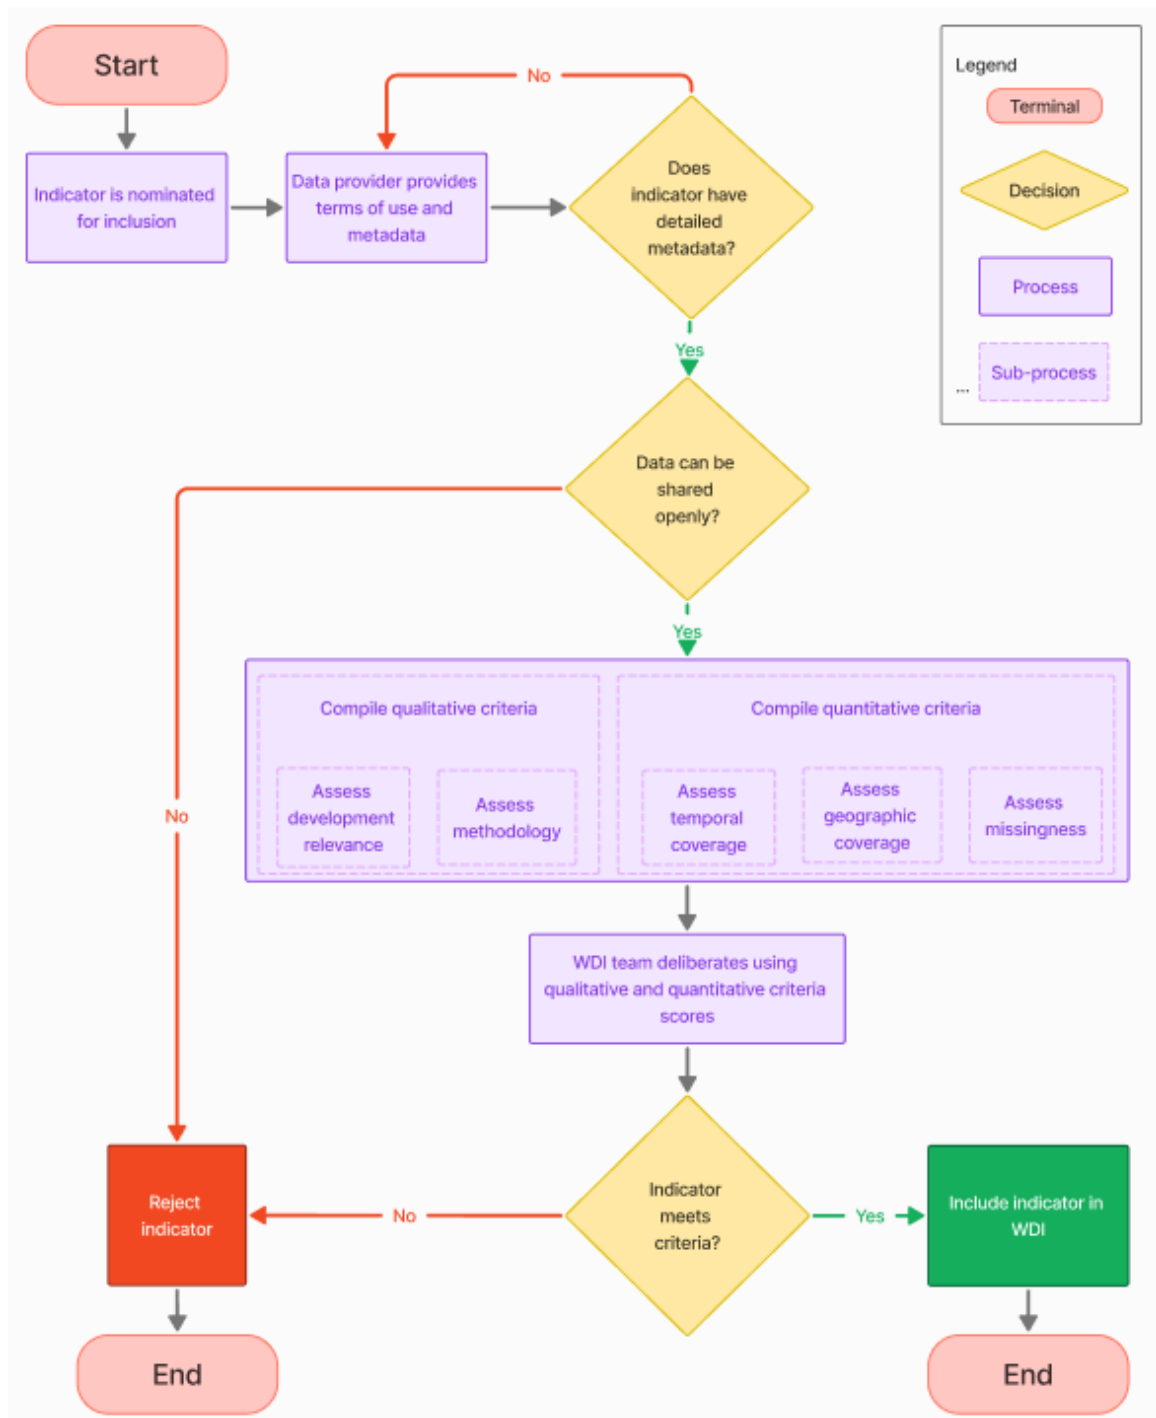 Start
No
Legend
Terminal
Decision
Process
Sub-process
...
Indicator is nominated
for inclusion
Data provider provides
terms of use and
metadata
Does
indicator have
detailed
metadata?
Yes
Data can be
shared
openly?
Yes
No
Compile qualitative criteria
Assess
development
relevance
Assess
methodology
Compile quantitative criteria
Assess
temporal
coverage
Assess
geographic
coverage
Assess
missingness
WDI team deliberates using
qualitative and quantitative criteria
scores
Indicator
meets
criteria?
No
Yes
Reject
indicator
Include indicator in
WDI
End
End